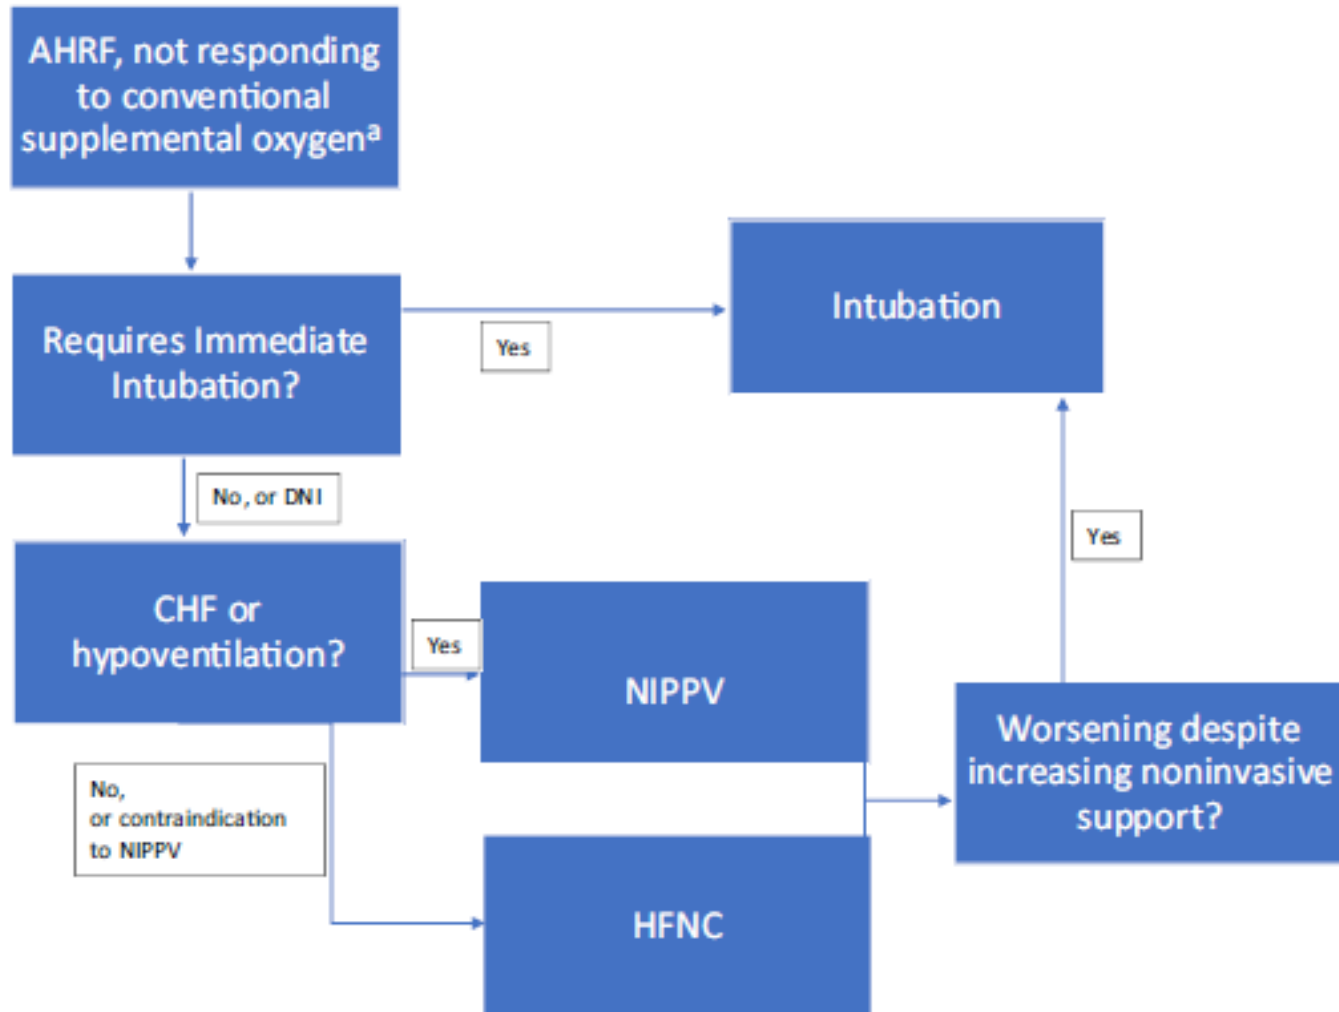 AHRF, not responding
to conventional
supplemental oxygenᵃ
Requires Immediate
Intubation?
Yes
Intubation
No, or DNI
CHF or
hypoventilation?
Yes
NIPPV
No,
or contraindication
to NIPPV
HFNC
Worsening despite
increasing noninvasive
support?
Yes